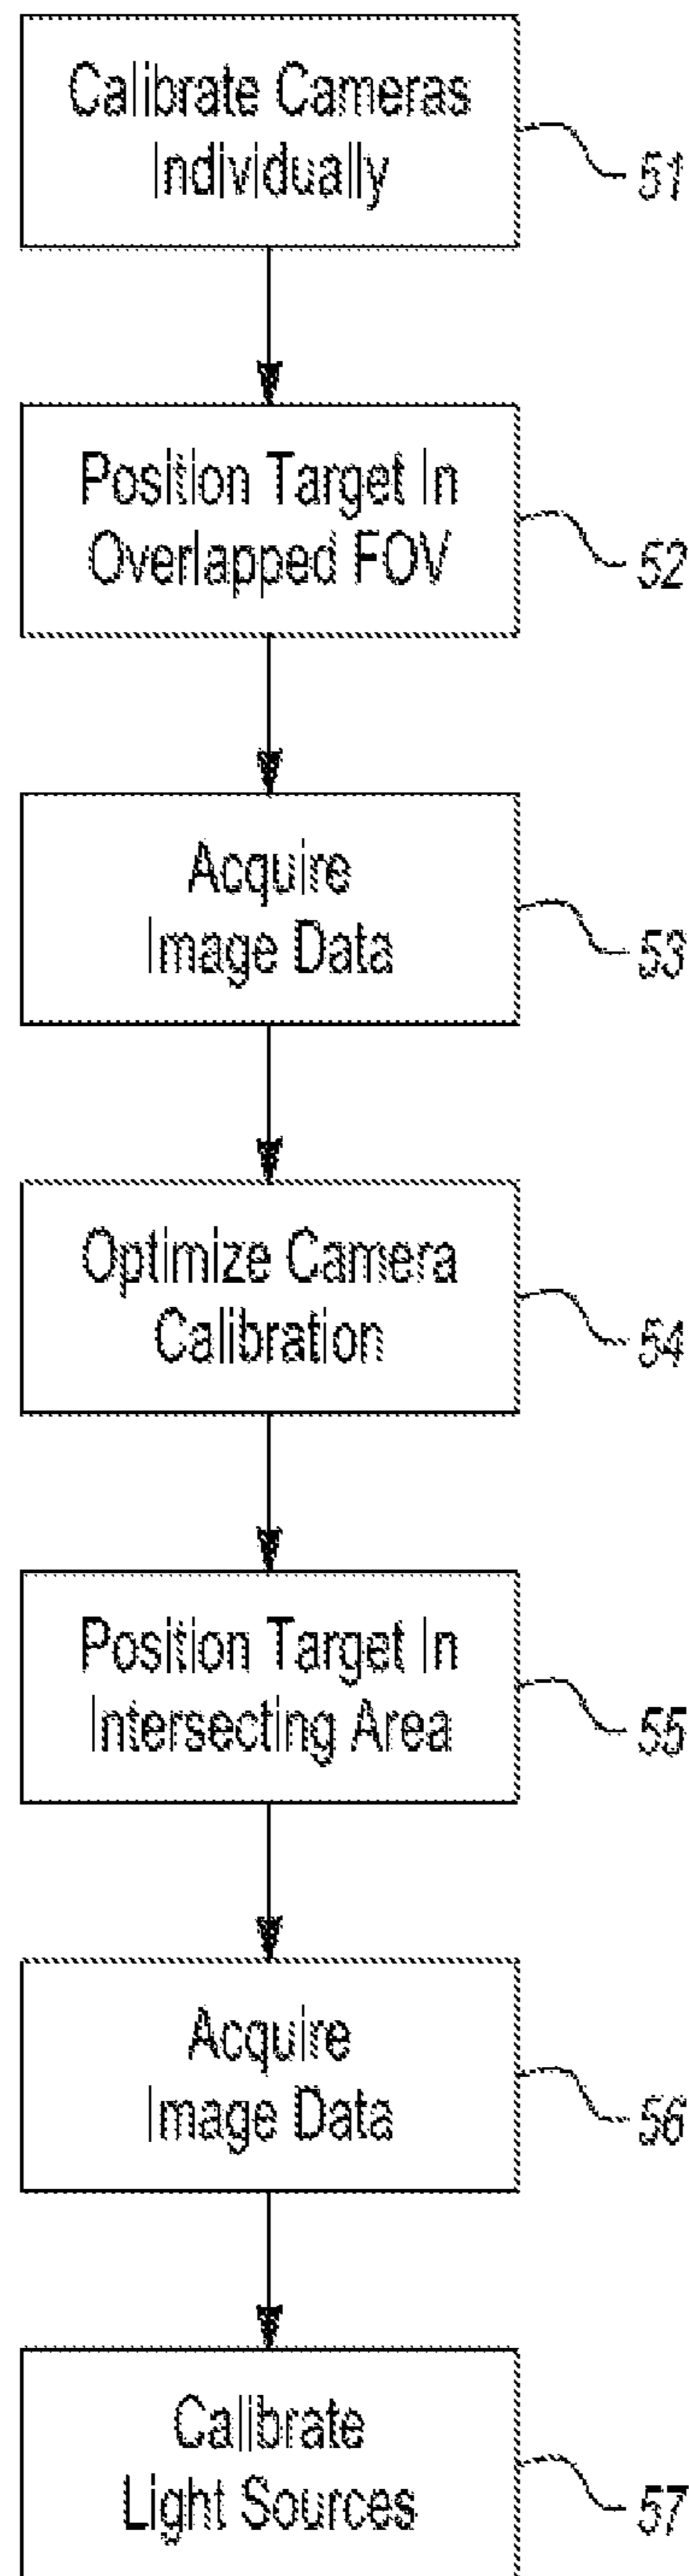 Calibrate Cameras
Individually
51
Position Target In
Overlapped FOV
52
Acquire
Image Data
53
Optimize Camera
Calibration
54
Position Target In
Intersecting Area
55
Acquire
Image Data
56
Calibrate
Light Sources
57